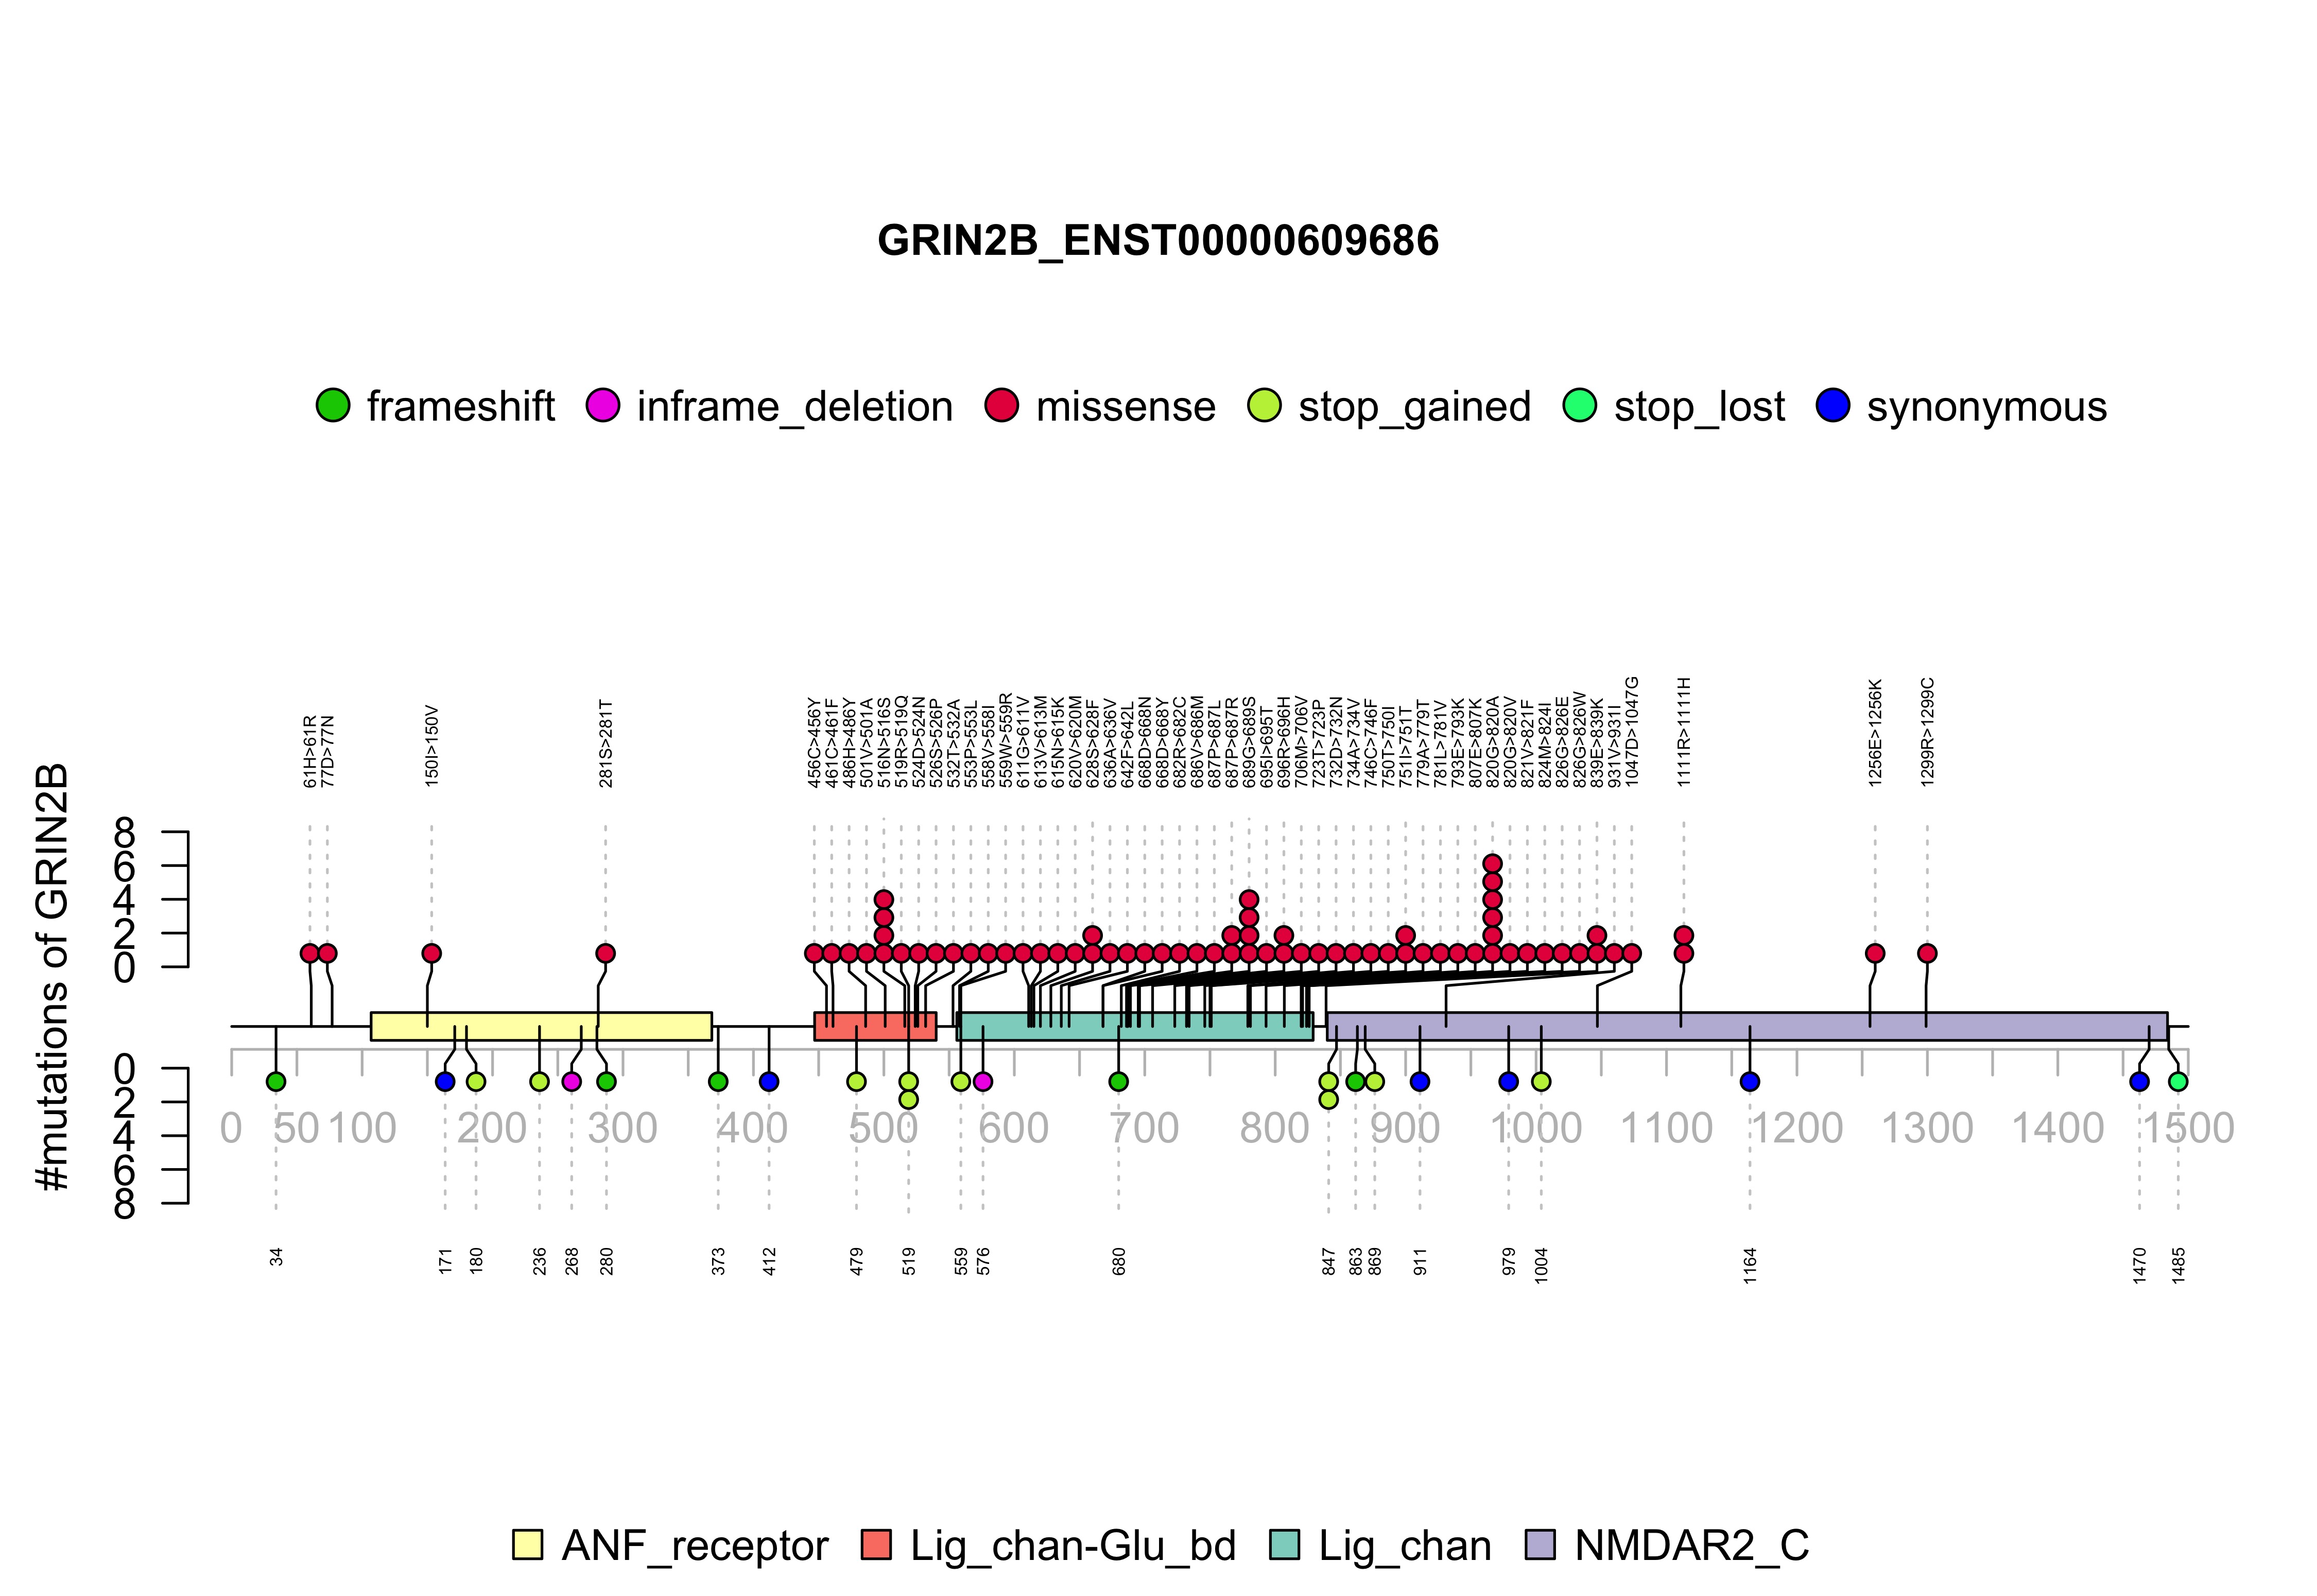 GRIN2B_ENST00000609686
frameshift inframe_deletion missense stop_gained stop_lost synonymous
61H>61R
77D>77N
150I>150V
281S>281T
456C>456Y
461C>461F
486H>486Y
501V>501A
516N>516S
519R>519Q
524D>524N
526S>526P
532T>532A
553P>553L
558V>558I
559W>559R
611G>611V
613V>613M
615N>615K
620V>620M
628S>628F
636A>636V
642F>642L
668D>668N
668D>668Y
682R>682C
686V>686M
687P>687L
687P>687R
689G>689S
695I>695T
696R>696H
706M>706V
723T>723P
732D>732N
734A>734V
746C>746F
750T>750I
751I>751T
779A>779T
781L>781V
793E>793K
807E>807K
820G>820A
820G>820V
821V>821F
824M>824I
826G>826E
826G>826W
839E>839K
931V>931I
1047D>1047G
1111R>1111H
1256E>1256K
1299R>1299C
#mutations of GRIN2B
8
6
4
2
0
0
2
4
6
8
0 50 100 200 300 400 500 600 700 800 900 1000 1100 1200 1300 1400 1500
34
171
180
236
268
280
373
412
479
519
559
576
680
847
863
869
911
979
1004
1164
1470
1485
ANF_receptor Lig_chan-Glu_bd Lig_chan NMDAR2_C